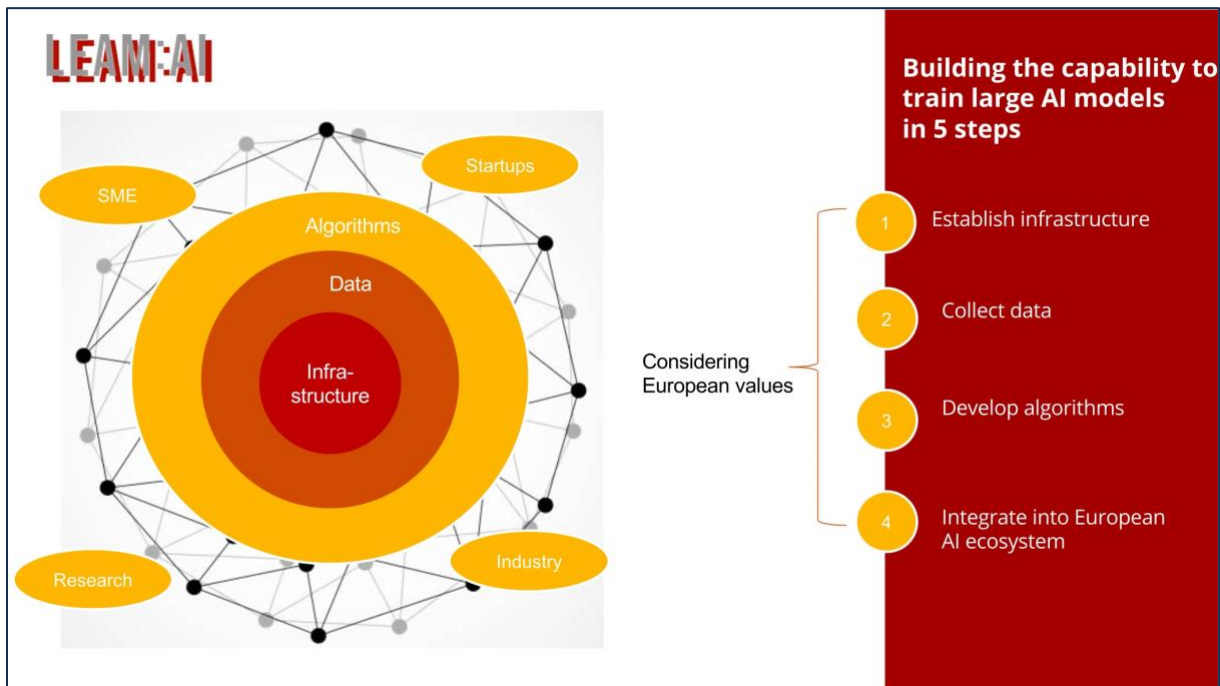 LEAM:AI
Building the capability to
train large AI models
in 5 steps
SME
Startups
Algorithms
Data
Infra-
structure
Research
Industry
Considering
European values
1
Establish infrastructure
2
Collect data
3
Develop algorithms
4
Integrate into European
AI ecosystem